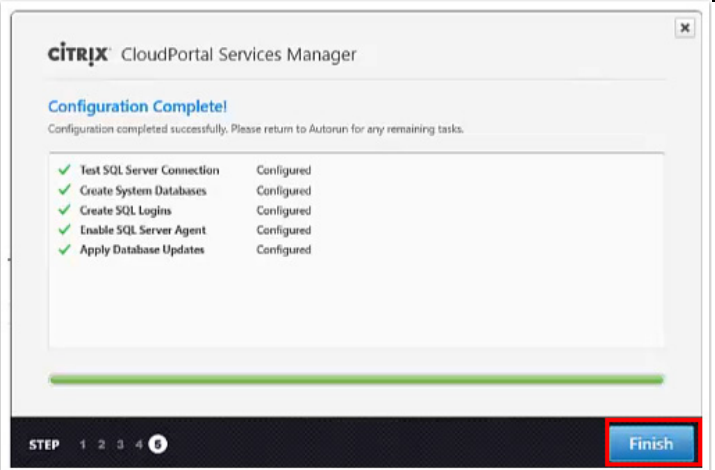 CİTRIX CloudPortal Services Manager
Configuration Complete!
Configuration completed successfully. Please return to Autorun for any remaining tasks.
Test SQL Server Connection Configured
Create System Databases Configured
Create SQL Logins Configured
Enable SQL Server Agent Configured
Apply Database Updates Configured
STEP 1 2 3 4 5 Finish